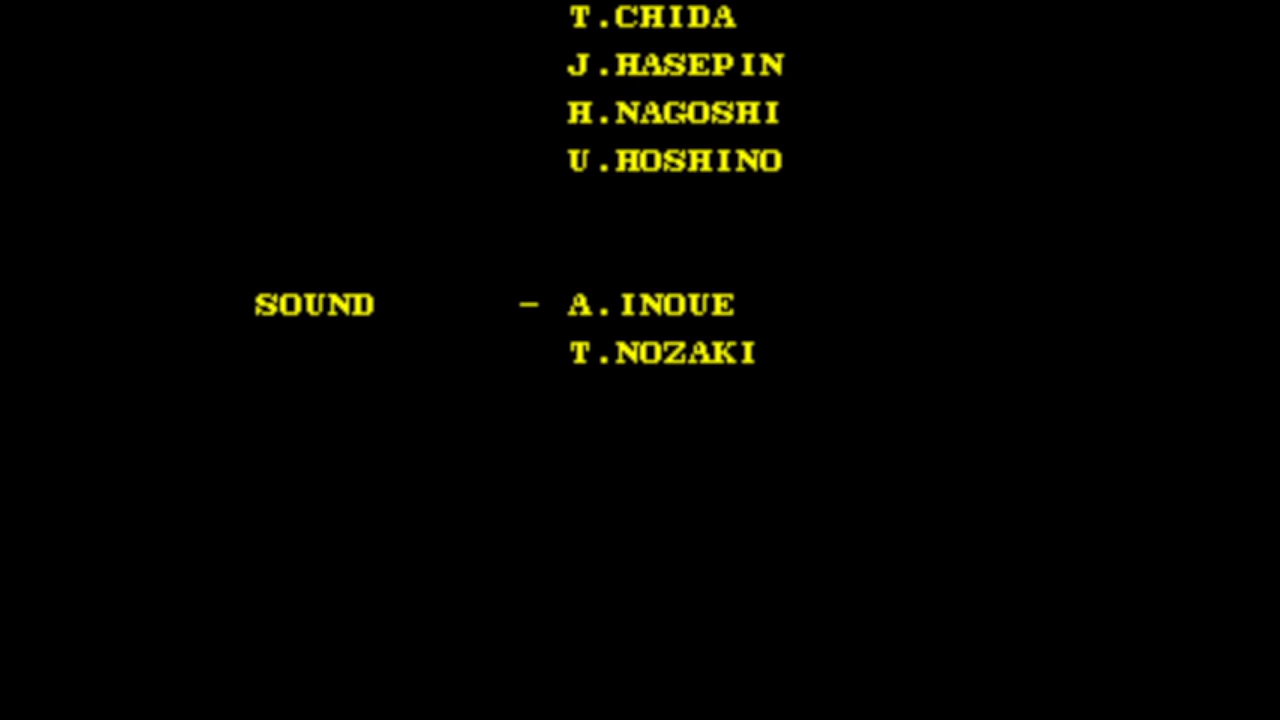 T.CHIDA
J.HASEPIN
H.NAGOSHI
U.HOSHINO
SOUND - A.INOUE
T.NOZAKI